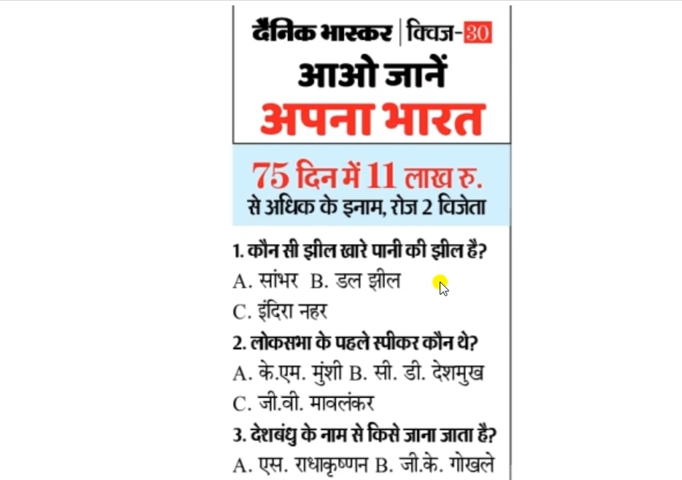 दैनिक भास्कर | क्विज-30
आओ जानें
अपना भारत
75 दिन में 11 लाख रु.
से अधिक के इनाम, रोज 2 विजेता
1. कौन सी झील खारे पानी की झील है?
A. सांभर B. डल झील
C. इंदिरा नहर
2. लोकसभा के पहले स्पीकर कौन थे?
A. के.एम. मुंशी B. सी. डी. देशमुख
C. जी.वी. मावलंकर
3. देशबंधु के नाम से किसे जाना जाता है?
A. एस. राधाकृष्णन B. जी.के. गोखले